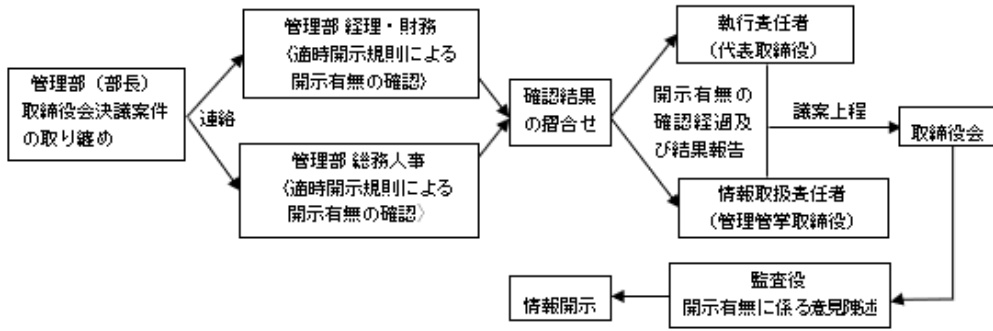 管理部（部長）
取締役会決議案件
の取り継め
連絡
管理部 経理・財務
〈適時開示規則による
開示有無の確認〉
管理部 総務人事
〈適時開示規則による
開示有無の確認〉
確認結果
の摺合せ
執行責任者
（代表取締役）
開示有無の
確認経過及
び結果報告
情報取扱責任者
（管理管掌取締役）
議案上程
取締役会
監査役
開示有無に係る意見陳述
情報開示